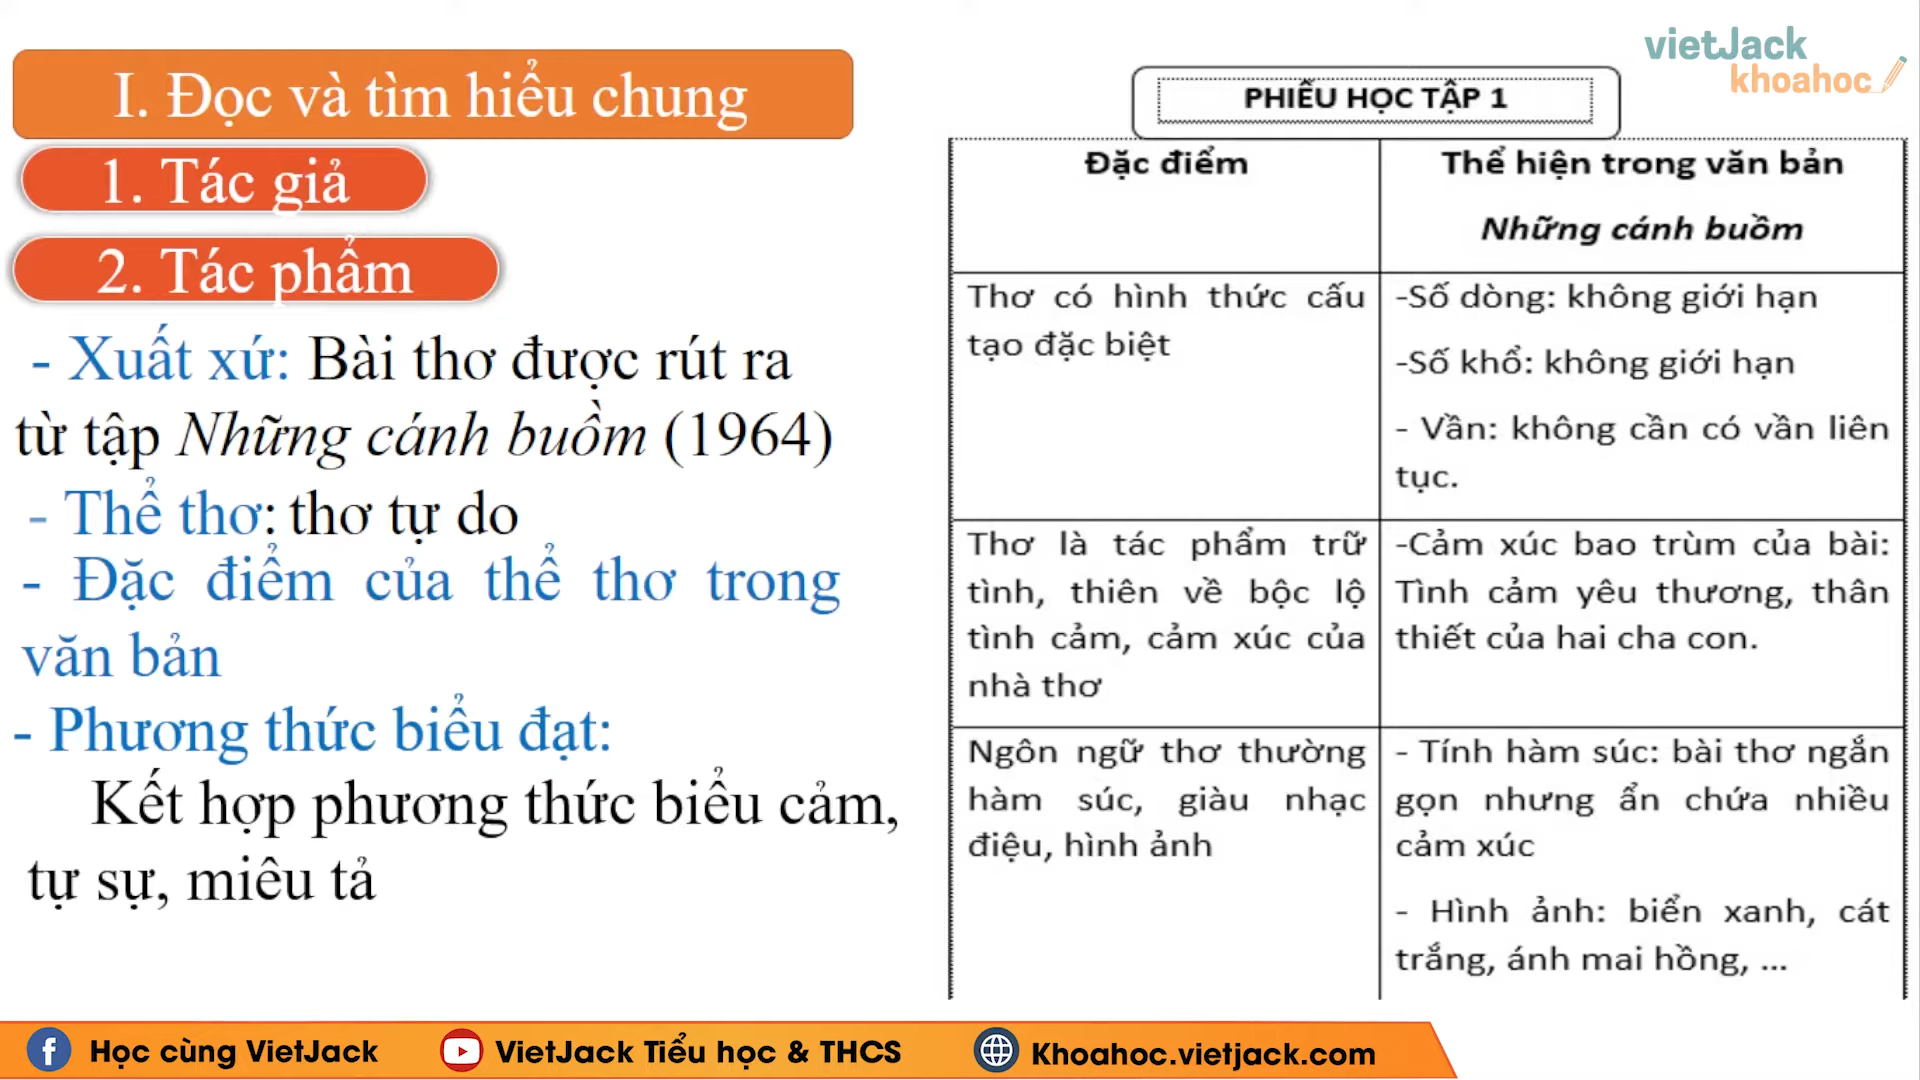 vietJack
khoahoc
I. Đọc và tìm hiểu chung
1. Tác giả
2. Tác phẩm
- Xuất xứ: Bài thơ được rút ra
từ tập Những cánh buồm (1964)
- Thể thơ: thơ tự do
- Đặc điểm của thể thơ trong
văn bản
- Phương thức biểu đạt:
Kết hợp phương thức biểu cảm,
tự sự, miêu tả
PHIẾU HỌC TẬP 1
Đặc điểm
Thể hiện trong văn bản
Những cánh buồm
Thơ có hình thức cấu
tạo đặc biệt
-Số dòng: không giới hạn
-Số khổ: không giới hạn
- Vần: không cần có vần liên
tục.
Thơ là tác phẩm trữ
tình, thiên về bộc lộ
tình cảm, cảm xúc của
nhà thơ
-Cảm xúc bao trùm của bài:
Tình cảm yêu thương, thân
thiết của hai cha con.
Ngôn ngữ thơ thường
hàm súc, giàu nhạc
điệu, hình ảnh
- Tính hàm súc: bài thơ ngắn
gọn nhưng ẩn chứa nhiều
cảm xúc
- Hình ảnh: biển xanh, cát
trắng, ánh mai hồng, ...
Học cùng VietJack
VietJack Tiểu học & THCS
Khoahoc.vietjack.com